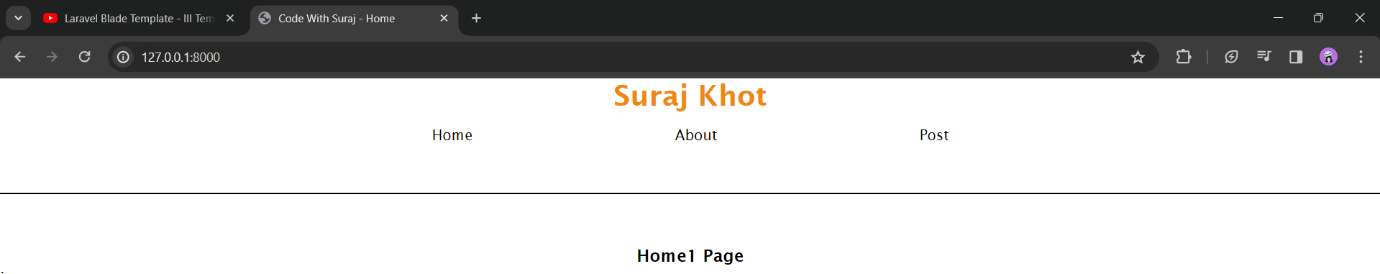 Laravel Blade Template - III Tem
Code With Suraj - Home
127.0.0.1:8000
Suraj Khot
Home About Post
Home1 Page